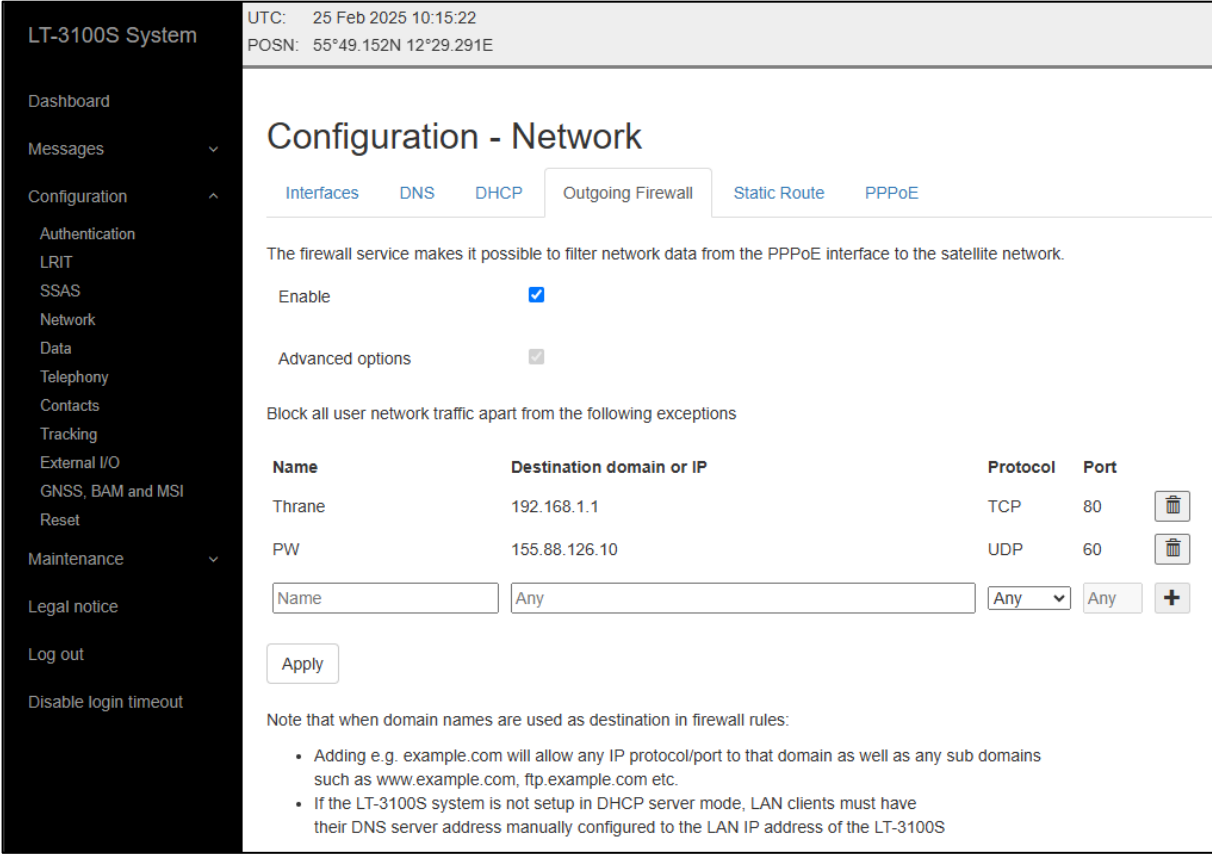 LT-3100S System
UTC: 25 Feb 2025 10:15:22
POSN: 55°49.152N 12°29.291E
Dashboard
Messages
Configuration
Authentication
LRIT
SSAS
Network
Data
Telephony
Contacts
Tracking
External I/O
GNSS, BAM and MSI
Reset
Maintenance
Legal notice
Log out
Disable login timeout
Configuration - Network
Interfaces DNS DHCP Outgoing Firewall Static Route PPPoE
The firewall service makes it possible to filter network data from the PPPoE interface to the satellite network.
Enable
Advanced options
Block all user network traffic apart from the following exceptions
Name Destination domain or IP Protocol Port
Thrane 192.168.1.1 TCP 80
PW 155.88.126.10 UDP 60
Name Any Any Any
Apply
Note that when domain names are used as destination in firewall rules:
• Adding e.g. example.com will allow any IP protocol/port to that domain as well as any sub domains
such as www.example.com, ftp.example.com etc.
• If the LT-3100S system is not setup in DHCP server mode, LAN clients must have
their DNS server address manually configured to the LAN IP address of the LT-3100S